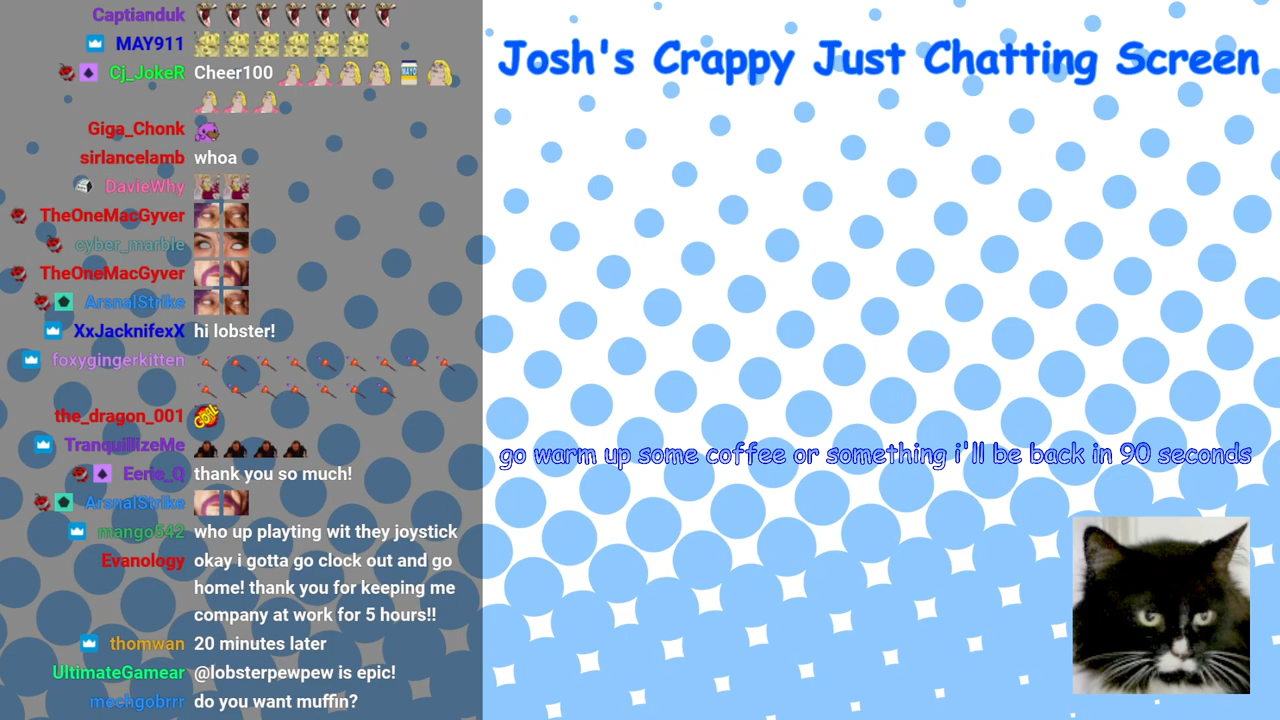 Captianduk
MAY911
Cj_JokeR Cheer100
Giga_Chonk
sirlancelamb whoa
DavieWhy
TheOneMacGyver
cyber_marble
TheOneMacGyver
ArsnalStrike
XxJacknifexX hi lobster!
foxygingerkitten
the_dragon_001
TranquillizeMe
Eerie_Q thank you so much!
ArsnalStrike
mango542 who up playting wit they joystick
Evanology okay i gotta go clock out and go
home! thank you for keeping me
company at work for 5 hours!!
thomwan 20 minutes later
UltimateGamear @lobsterpewpew is epic!
mechgobrrr do you want muffin?
Josh's Crappy Just Chatting Screen
go warm up some coffee or something i'll be back in 90 seconds